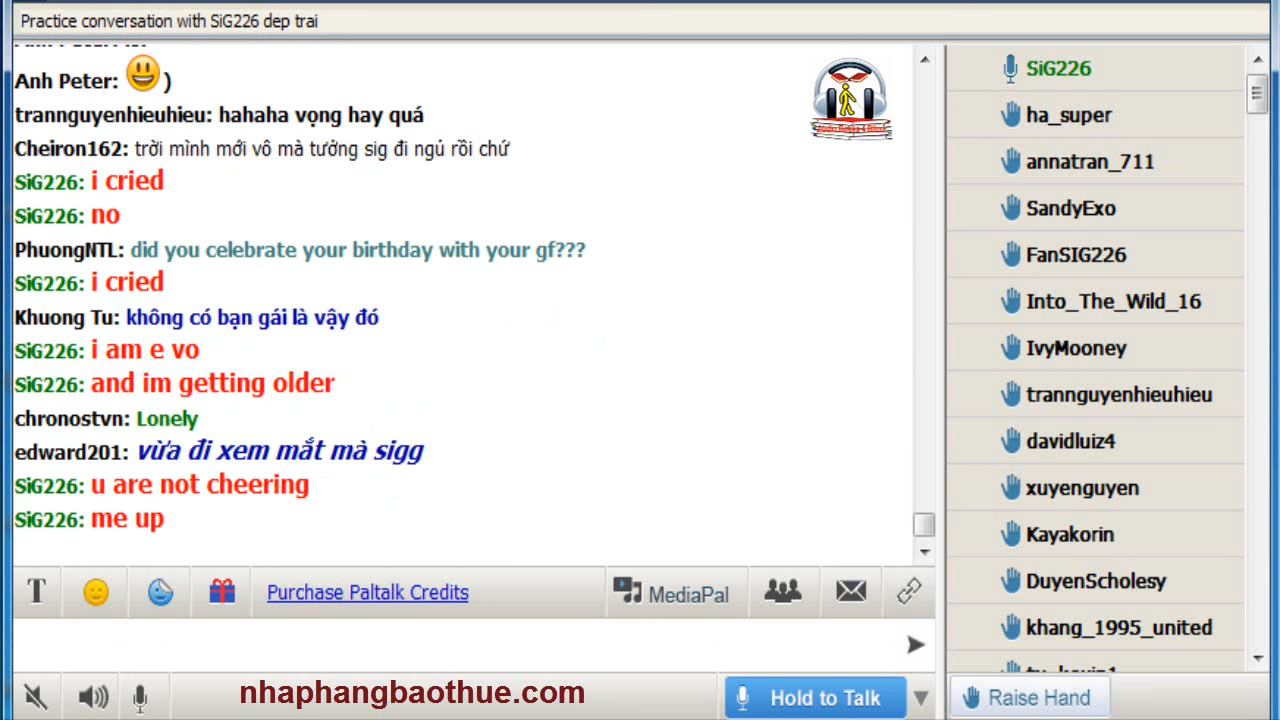 Practice conversation with SiG226 dep trai
Anh Peter: )
trannguyenhieuhieu: hahaha vọng hay quá
Cheiron162: trời mình mới vô mà tưởng sig đi ngủ rồi chứ
SiG226: i cried
SiG226: no
PhuongNTL: did you celebrate your birthday with your gf???
SiG226: i cried
Khuong Tu: không có bạn gái là vậy đó
SiG226: i am e vo
SiG226: and im getting older
chronostvn: Lonely
edward201: vừa đi xem mắt mà sigg
SiG226: u are not cheering
SiG226: me up
T
Purchase Paltalk Credits
MediaPal
nhaphangbaothue.com
Hold to Talk
SiG226
ha_super
annatran_711
SandyExo
FanSIG226
Into_The_Wild_16
IvyMooney
trannguyenhieuhieu
davidluiz4
xuyenguyen
Kayakorin
DuyenScholesy
khang_1995_united
Raise Hand